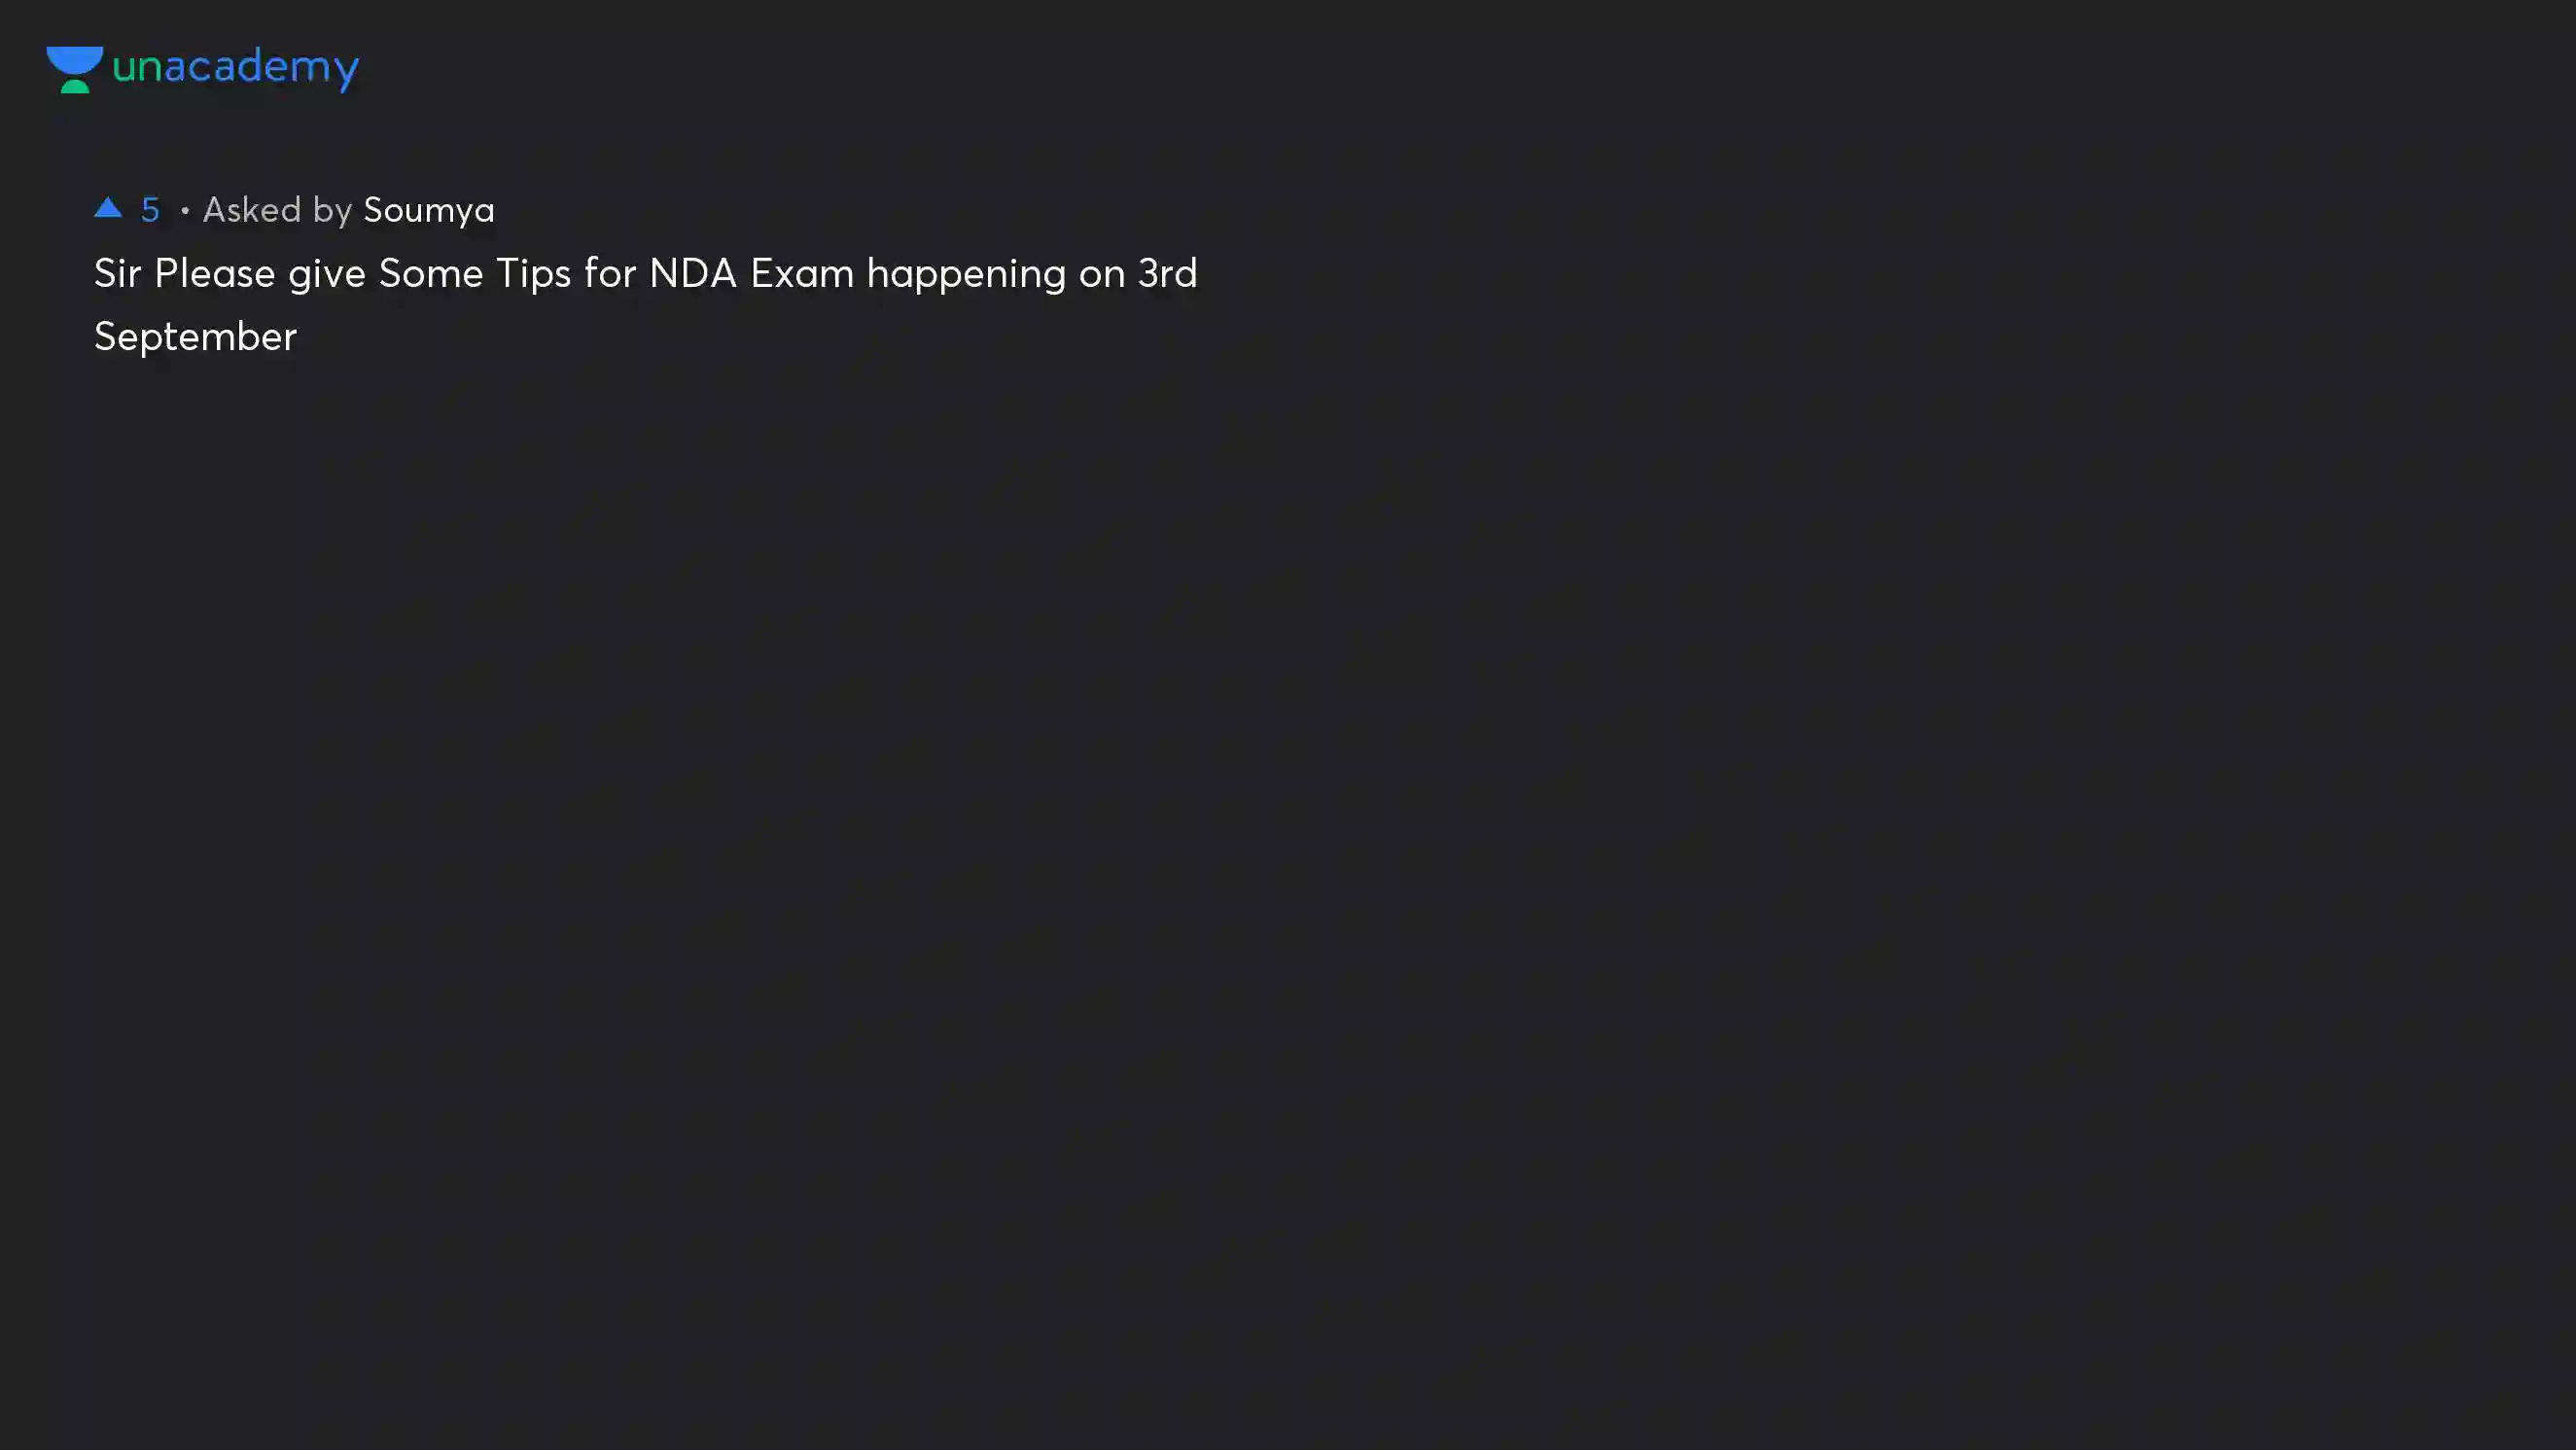 unacademy
▲ 5 • Asked by Soumya
Sir Please give Some Tips for NDA Exam happening on 3rd
September